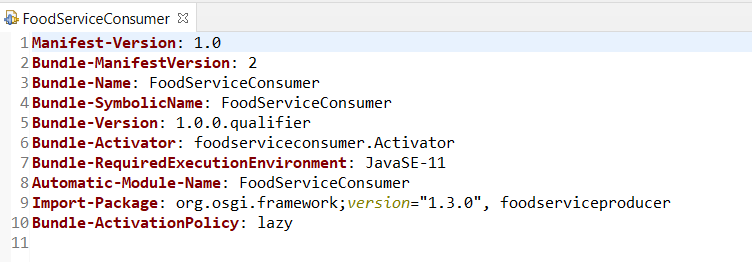 FoodServiceConsumer
1 Manifest-Version: 1.0
2 Bundle-ManifestVersion: 2
3 Bundle-Name: FoodServiceConsumer
4 Bundle-SymbolicName: FoodServiceConsumer
5 Bundle-Version: 1.0.0.qualifier
6 Bundle-Activator: foodserviceconsumer.Activator
7 Bundle-RequiredExecutionEnvironment: JavaSE-11
8 Automatic-Module-Name: FoodServiceConsumer
9 Import-Package: org.osgi.framework;version="1.3.0", foodserviceproducer
10 Bundle-ActivationPolicy: lazy
11